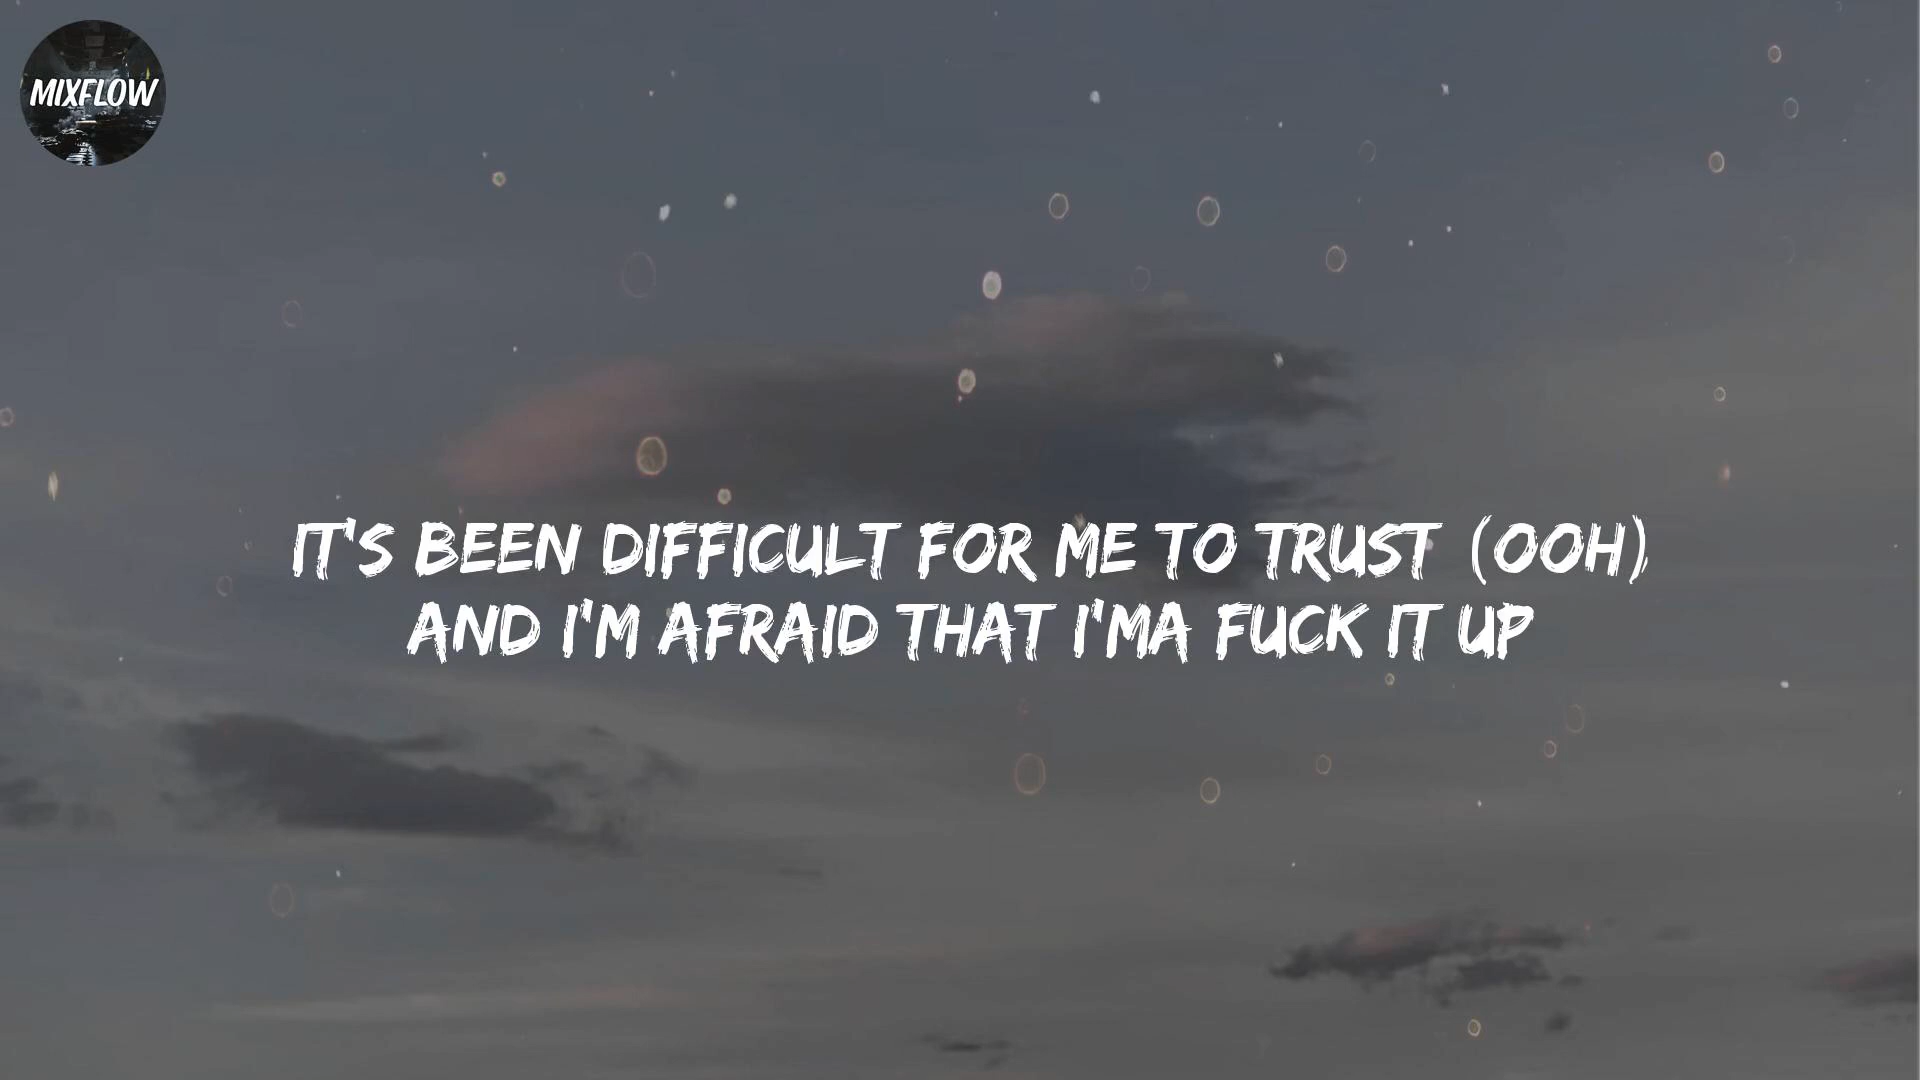 MIXFLOW
IT'S BEEN DIFFICULT FOR ME TO TRUST (OOH)
AND I'M AFRAID THAT I'MA FUCK IT UP